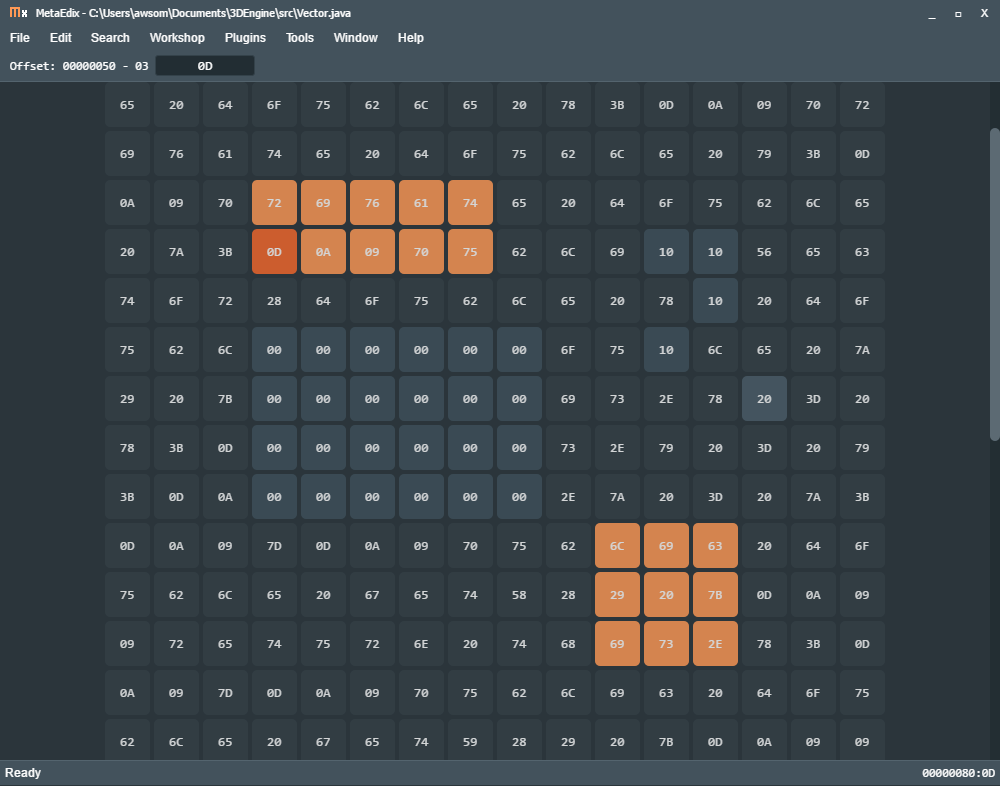 Mx MetaEdix - C:\Users\awsom\Documents\3DEngine\src\Vector.java _ X
File Edit Search Workshop Plugins Tools Window Help
Offset: 00000050 - 03 0D
65 20 64 6F 75 62 6C 65 20 78 3B 0D 0A 09 70 72
69 76 61 74 65 20 64 6F 75 62 6C 65 20 79 3B 0D
0A 09 70 72 69 76 61 74 65 20 64 6F 75 62 6C 65
20 7A 3B 0D 0A 09 70 75 62 6C 69 10 10 56 65 63
74 6F 72 28 64 6F 75 62 6C 65 20 78 10 20 64 6F
75 62 6C 00 00 00 00 00 00 6F 75 10 6C 65 20 7A
29 20 7B 00 00 00 00 00 00 69 73 2E 78 20 3D 20
78 3B 0D 00 00 00 00 00 00 73 2E 79 20 3D 20 79
3B 0D 0A 00 00 00 00 00 00 2E 7A 20 3D 20 7A 3B
0D 0A 09 7D 0D 0A 09 70 75 62 6C 69 63 20 64 6F
75 62 6C 65 20 67 65 74 58 28 29 20 7B 0D 0A 09
09 72 65 74 75 72 6E 20 74 68 69 73 2E 78 3B 0D
0A 09 7D 0D 0A 09 70 75 62 6C 69 63 20 64 6F 75
62 6C 65 20 67 65 74 59 28 29 20 7B 0D 0A 09 09
Ready 00000080:0D